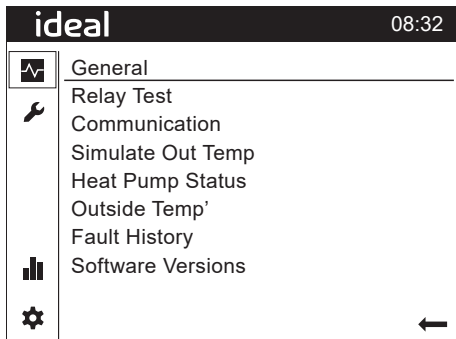 ideal 08:32
General
Relay Test
Communication
Simulate Out Temp
Heat Pump Status
Outside Temp’
Fault History
Software Versions